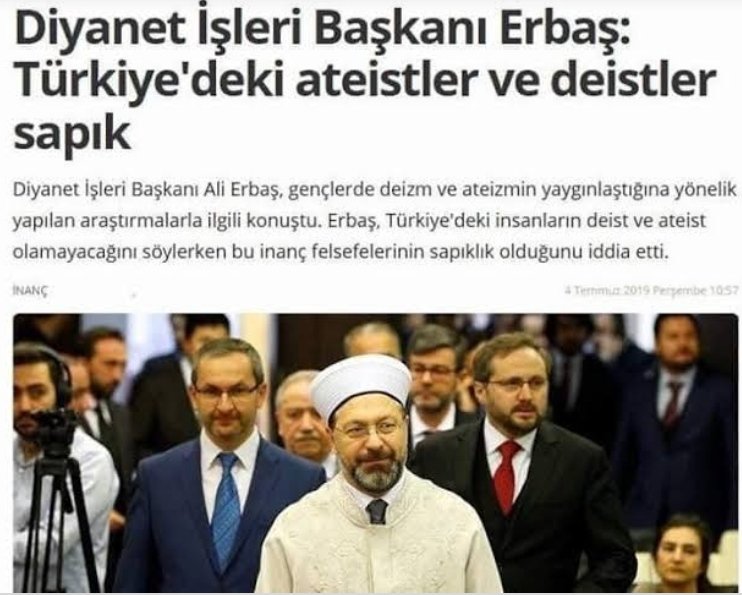 Diyanet İşleri Başkanı Erbaş:
Türkiye'deki ateistler ve deistler
sapık
Diyanet İşleri Başkanı Ali Erbaş, gençlerde deizm ve ateizmin yaygınlaştığına yönelik
yapılan araştırmalarla ilgili konuştu. Erbaş, Türkiye'deki insanların deist ve ateist
olamayacağını söylerken bu inanç felsefelerinin sapıklık olduğunu iddia etti.
İNANÇ
4 Temmuz 2019 Perşembe 10:57